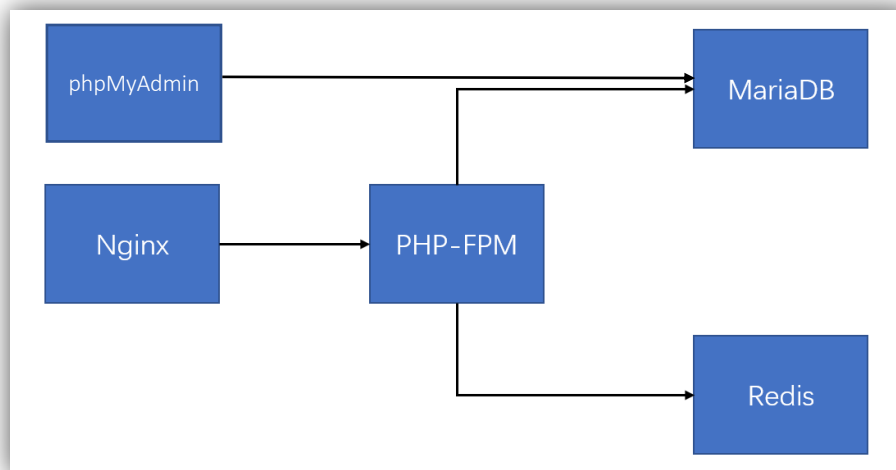 phpMyAdmin
MariaDB
Nginx
PHP-FPM
Redis